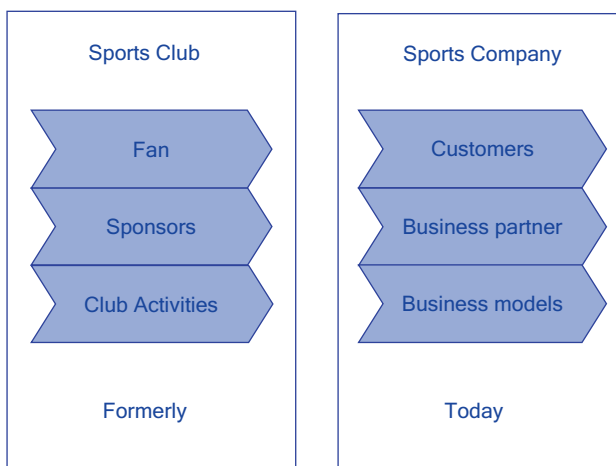 Sports Club
Fan
Sponsors
Club Activities
Formerly
Sports Company
Customers
Business partner
Business models
Today